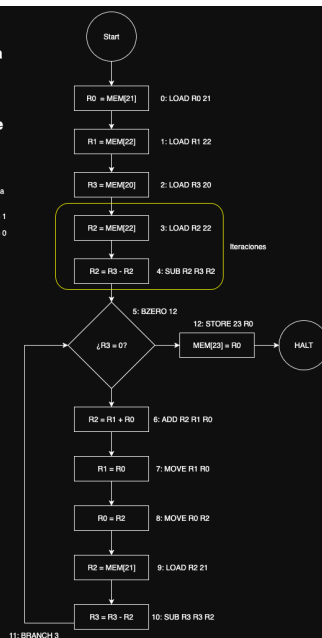 Start
a
R0 = MEM[21] 0: LOAD R0 21
e
R1 = MEM[22] 1: LOAD R1 22
R3 = MEM[20] 2: LOAD R3 20
a
1
R2 = MEM[22] 3: LOAD R2 22
0
Iteraciones
R2 = R3 - R2 4: SUB R2 R3 R2
5: BZERO 12
12: STORE 23 R0
¿R3 = 0?
MEM[23] = R0
HALT
R2 = R1 + R0 6: ADD R2 R1 R0
R1 = R0 7: MOVE R1 R0
R0 = R2 8: MOVE R0 R2
R2 = MEM[21] 9: LOAD R2 21
R3 = R3 - R2 10: SUB R3 R3 R2
11: BRANCH 3